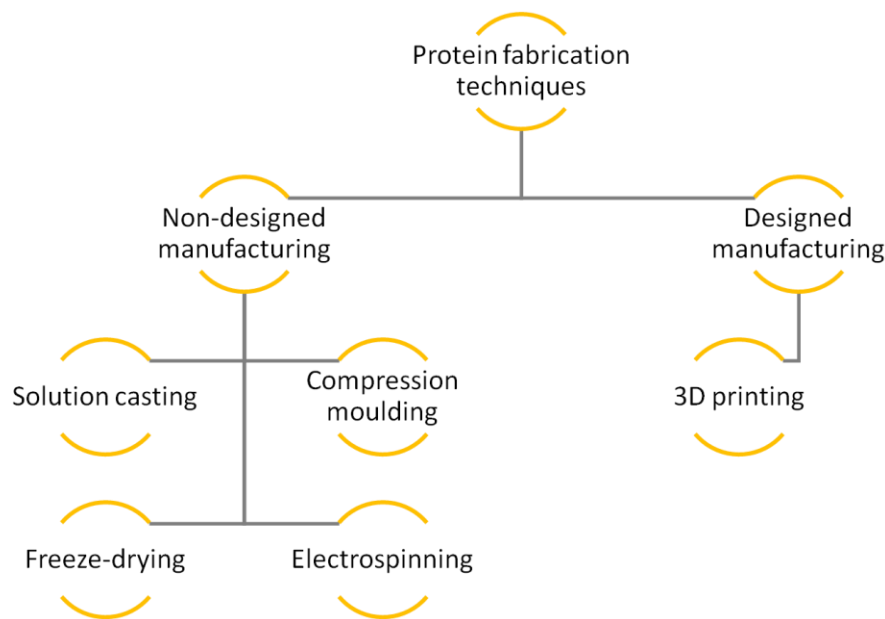 Protein fabrication
techniques
Non-designed
manufacturing
Designed
manufacturing
Solution casting
Compression
moulding
3D printing
Freeze-drying
Electrospinning